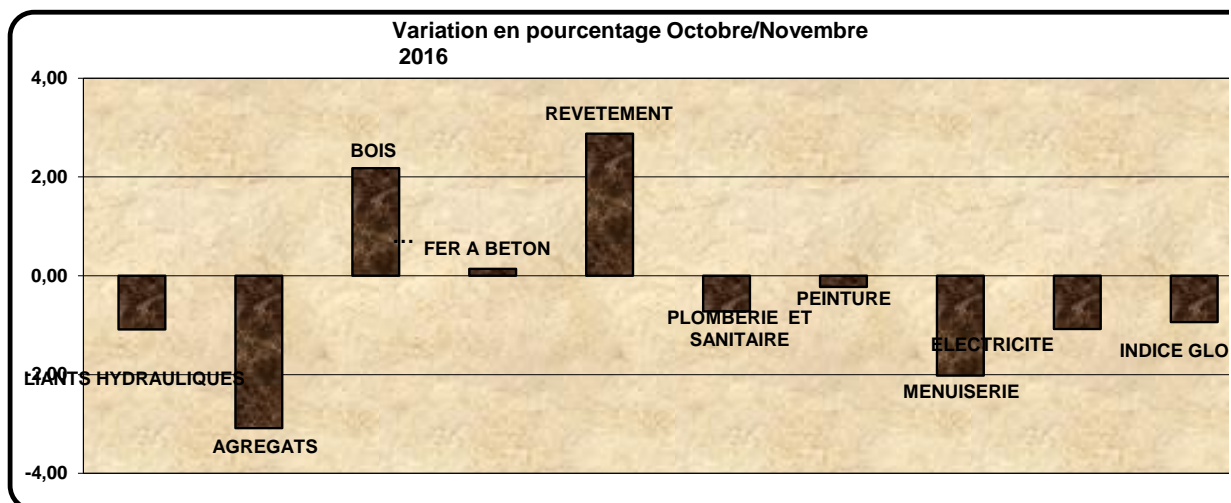 Variation en pourcentage Octobre/Novembre
2016
4,00
REVETEMENT
BOIS
2,00
...
FER A BETON
0,00
PEINTURE
PLOMBERIE ET
SANITAIRE
ELECTRICITE
INDICE GLO
-2,00
LIANTS HYDRAULIQUES
MENUISERIE
AGREGATS
-4,00